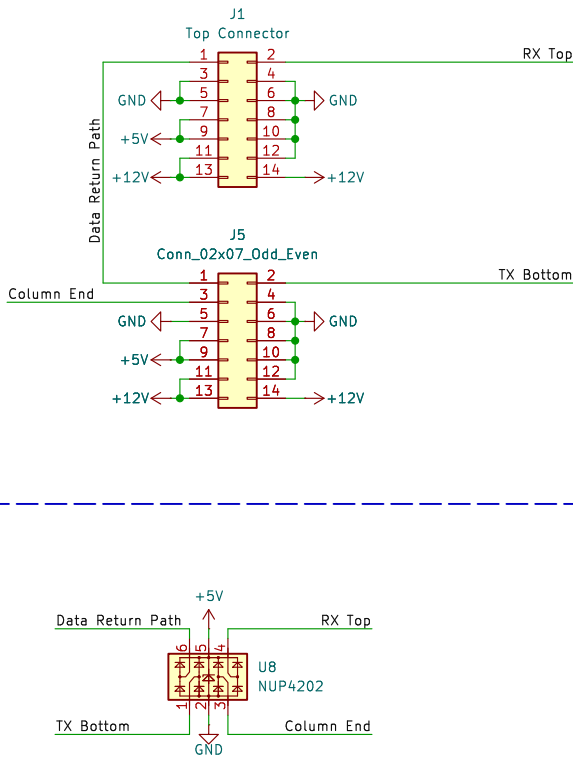 J1
Top Connector
1 2 RX Top
3 4
GND 5 6 GND
7 8
+5V 9 10
11 12
+12V 13 14 +12V
Data Return Path
J5
Conn_02x07_Odd_Even
1 2 TX Bottom
Column End 3 4
GND 5 6 GND
7 8
+5V 9 10
11 12
+12V 13 14 +12V
+5V
Data Return Path RX Top
6 5 4
U8
NUP4202
1 2 3
TX Bottom Column End
GND